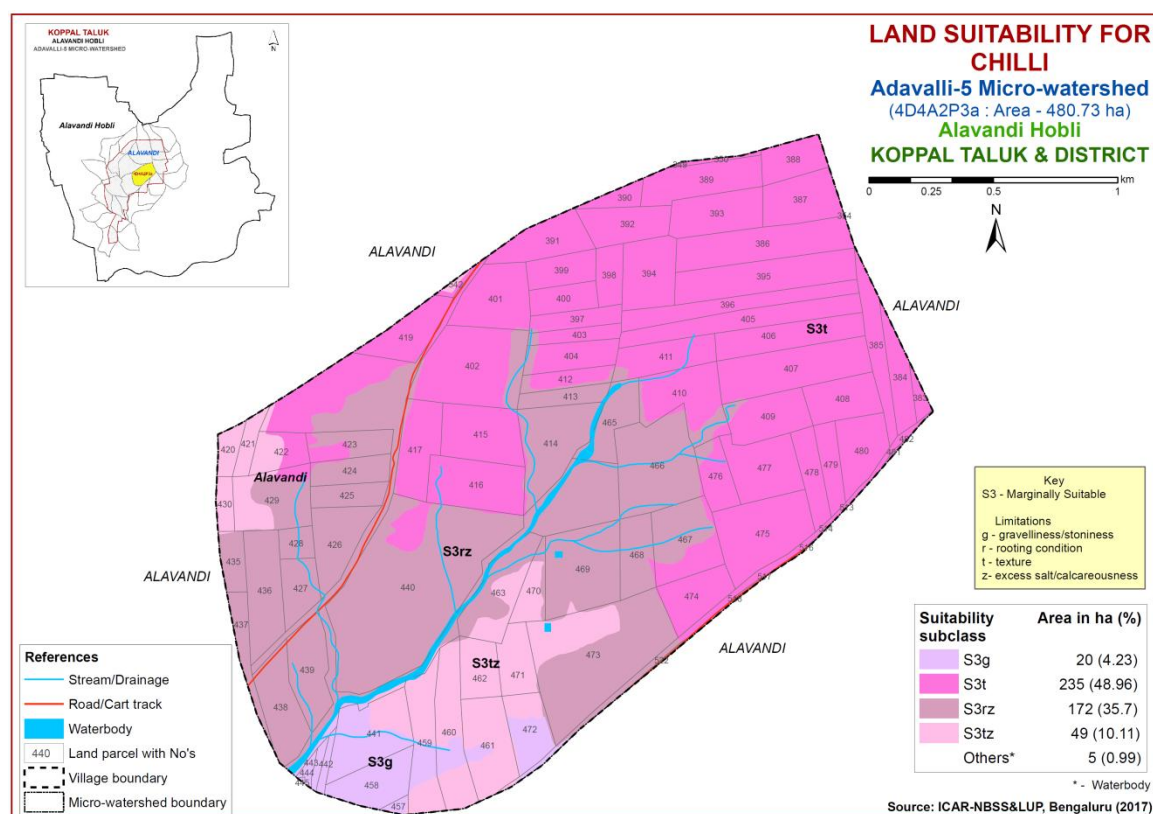 KOPPAL TALUK
ALAVANDI HOBLI
ADAVALLI-5 MICRO-WATERSHED
N
Alavandi Hobli
ALAVANDI
LAND SUITABILITY FOR
CHILLI
Adavalli-5 Micro-watershed
(4D4A2P3a : Area - 480.73 ha)
Alavandi Hobli
KOPPAL TALUK & DISTRICT
km
0 0.25 0.5 1
N
388
389
390
387
393
392
391
386
ALAVANDI
399
398
394
395
400
401
396
ALAVANDI
397
405
403
406
S3t
419
404
411
385
402
407
412
384
410
413
408
409
465
415
414
423
417
420
421
422
480
424
466
476
477
479
478
Alavandi
416
425
429
430
475
428
426
467
S3rz
435
468
469
440
436
427
ALAVANDI
463
470
474
437
473
ALAVANDI
439
S3tz
462
471
438
441
460
472
459
461
443
442
S3g
444
458
457
Key
S3 - Marginally Suitable
Limitations
g - gravelliness/stoniness
r - rooting condition
t - texture
z- excess salt/calcareousness
Suitability subclass Area in ha (%)
S3g 20 (4.23)
S3t 235 (48.96)
S3rz 172 (35.7)
S3tz 49 (10.11)
Others* 5 (0.99)
* - Waterbody
Source: ICAR-NBSS&LUP, Bengaluru (2017)
References
Stream/Drainage
Road/Cart track
Waterbody
440 Land parcel with No's
Village boundary
Micro-watershed boundary